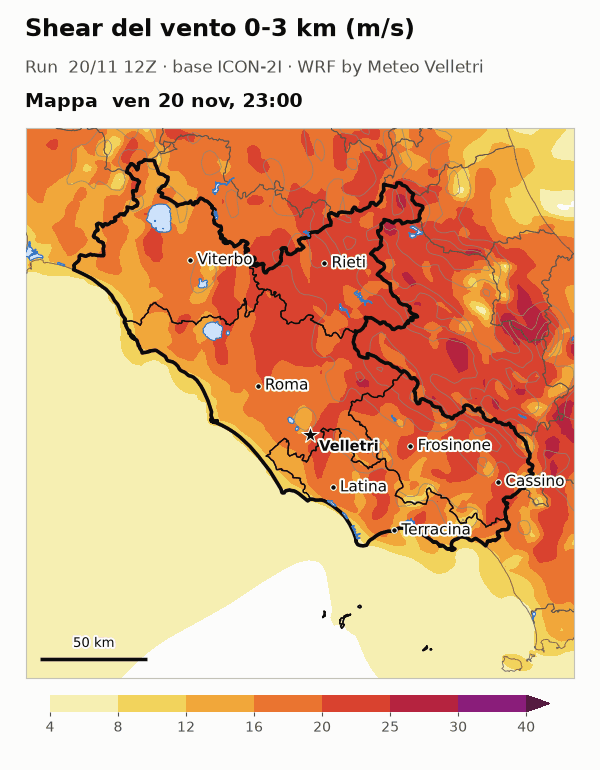 Shear del vento 0-3 km (m/s)
Run  20/11 12Z · base ICON-2I · WRF by Meteo Velletri
Mappa  ven 20 nov, 23:00
Viterbo
Rieti
Roma
Velletri
Frosinone
Latina
Cassino
Terracina
50 km
4 8 12 16 20 25 30 40